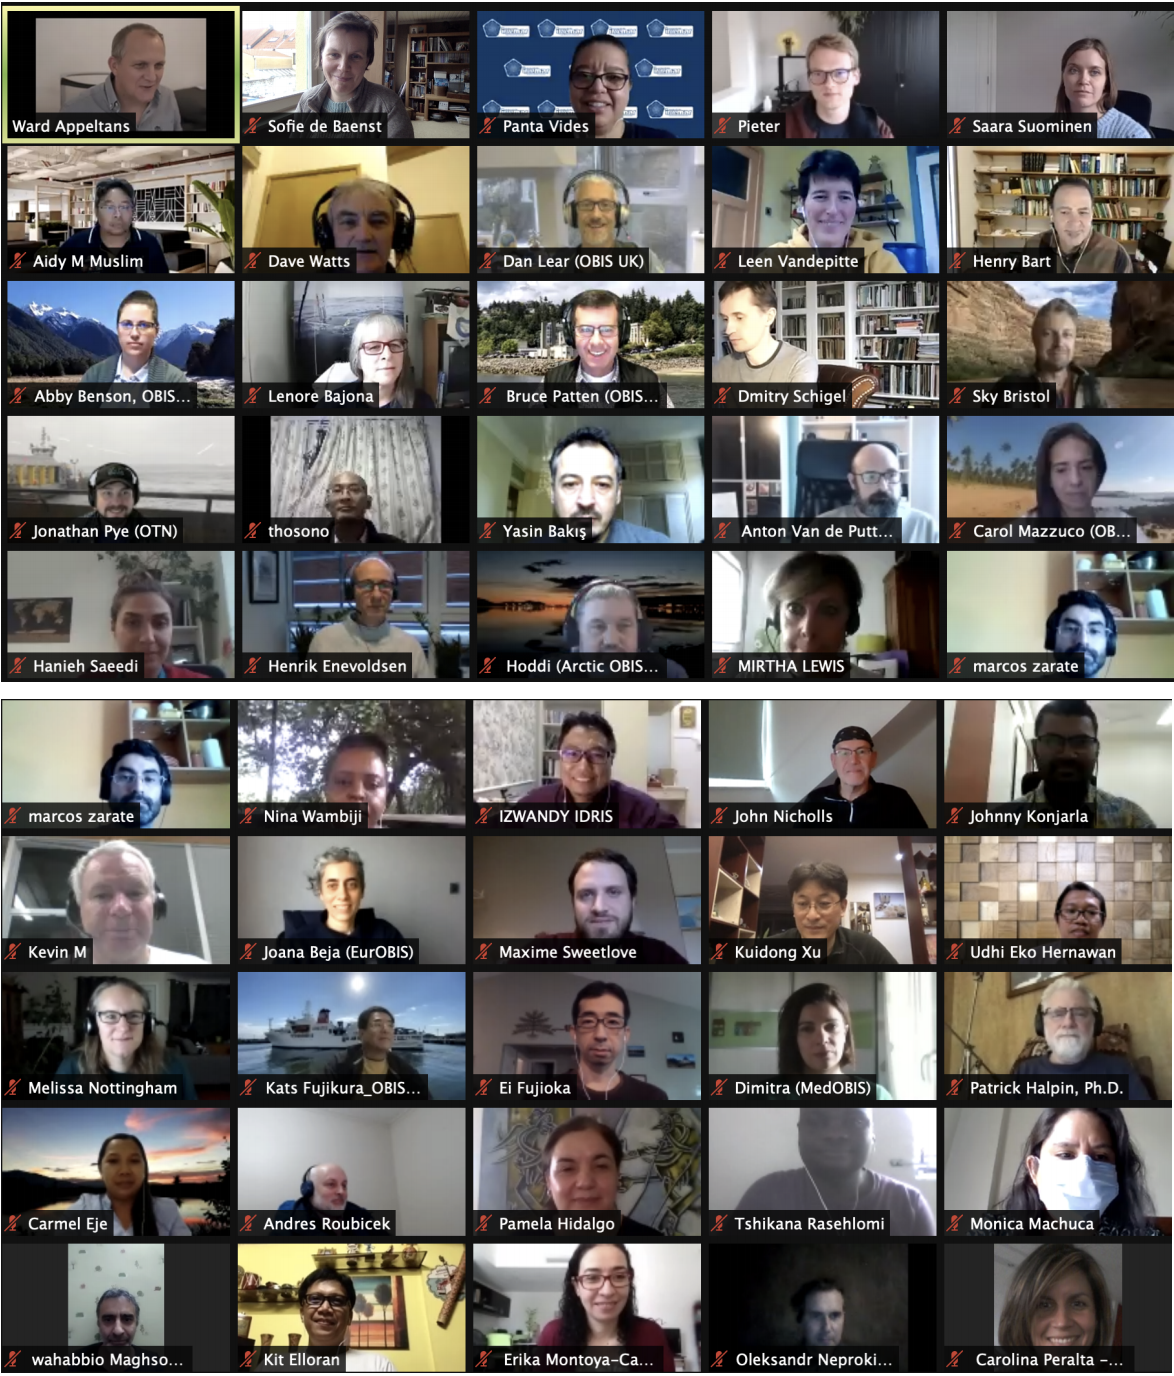 Ward Appeltans
Sofie de Baenst
Panta Vides
Pieter
Saara Suominen
Aidy M Muslim
Dave Watts
Dan Lear (OBIS UK)
Leen Vandepitte
Henry Bart
Abby Benson, OBIS...
Lenore Bajona
Bruce Patten (OBIS...
Dmitry Schigel
Sky Bristol
Jonathan Pye (OTN)
thosono
Yasin Bakış
Anton Van de Putt...
Carol Mazzuco (OB...
Hanieh Saeedi
Henrik Enevoldsen
Hoddi (Arctic OBIS...
MIRTHA LEWIS
marcos zarate
marcos zarate
Nina Wambiji
IZWANDY IDRIS
John Nicholls
Johnny Konjarla
Kevin M
Joana Beja (EurOBIS)
Maxime Sweetlove
Kuidong Xu
Udhi Eko Hernawan
Melissa Nottingham
Kats Fujikura_OBIS...
Ei Fujioka
Dimitra (MedOBIS)
Patrick Halpin, Ph.D.
Carmel Eje
Andres Roubicek
Pamela Hidalgo
Tshikana Rasehlomi
Monica Machuca
wahabbio Maghso...
Kit Elloran
Erika Montoya-Ca...
Oleksandr Neproki...
Carolina Peralta -...